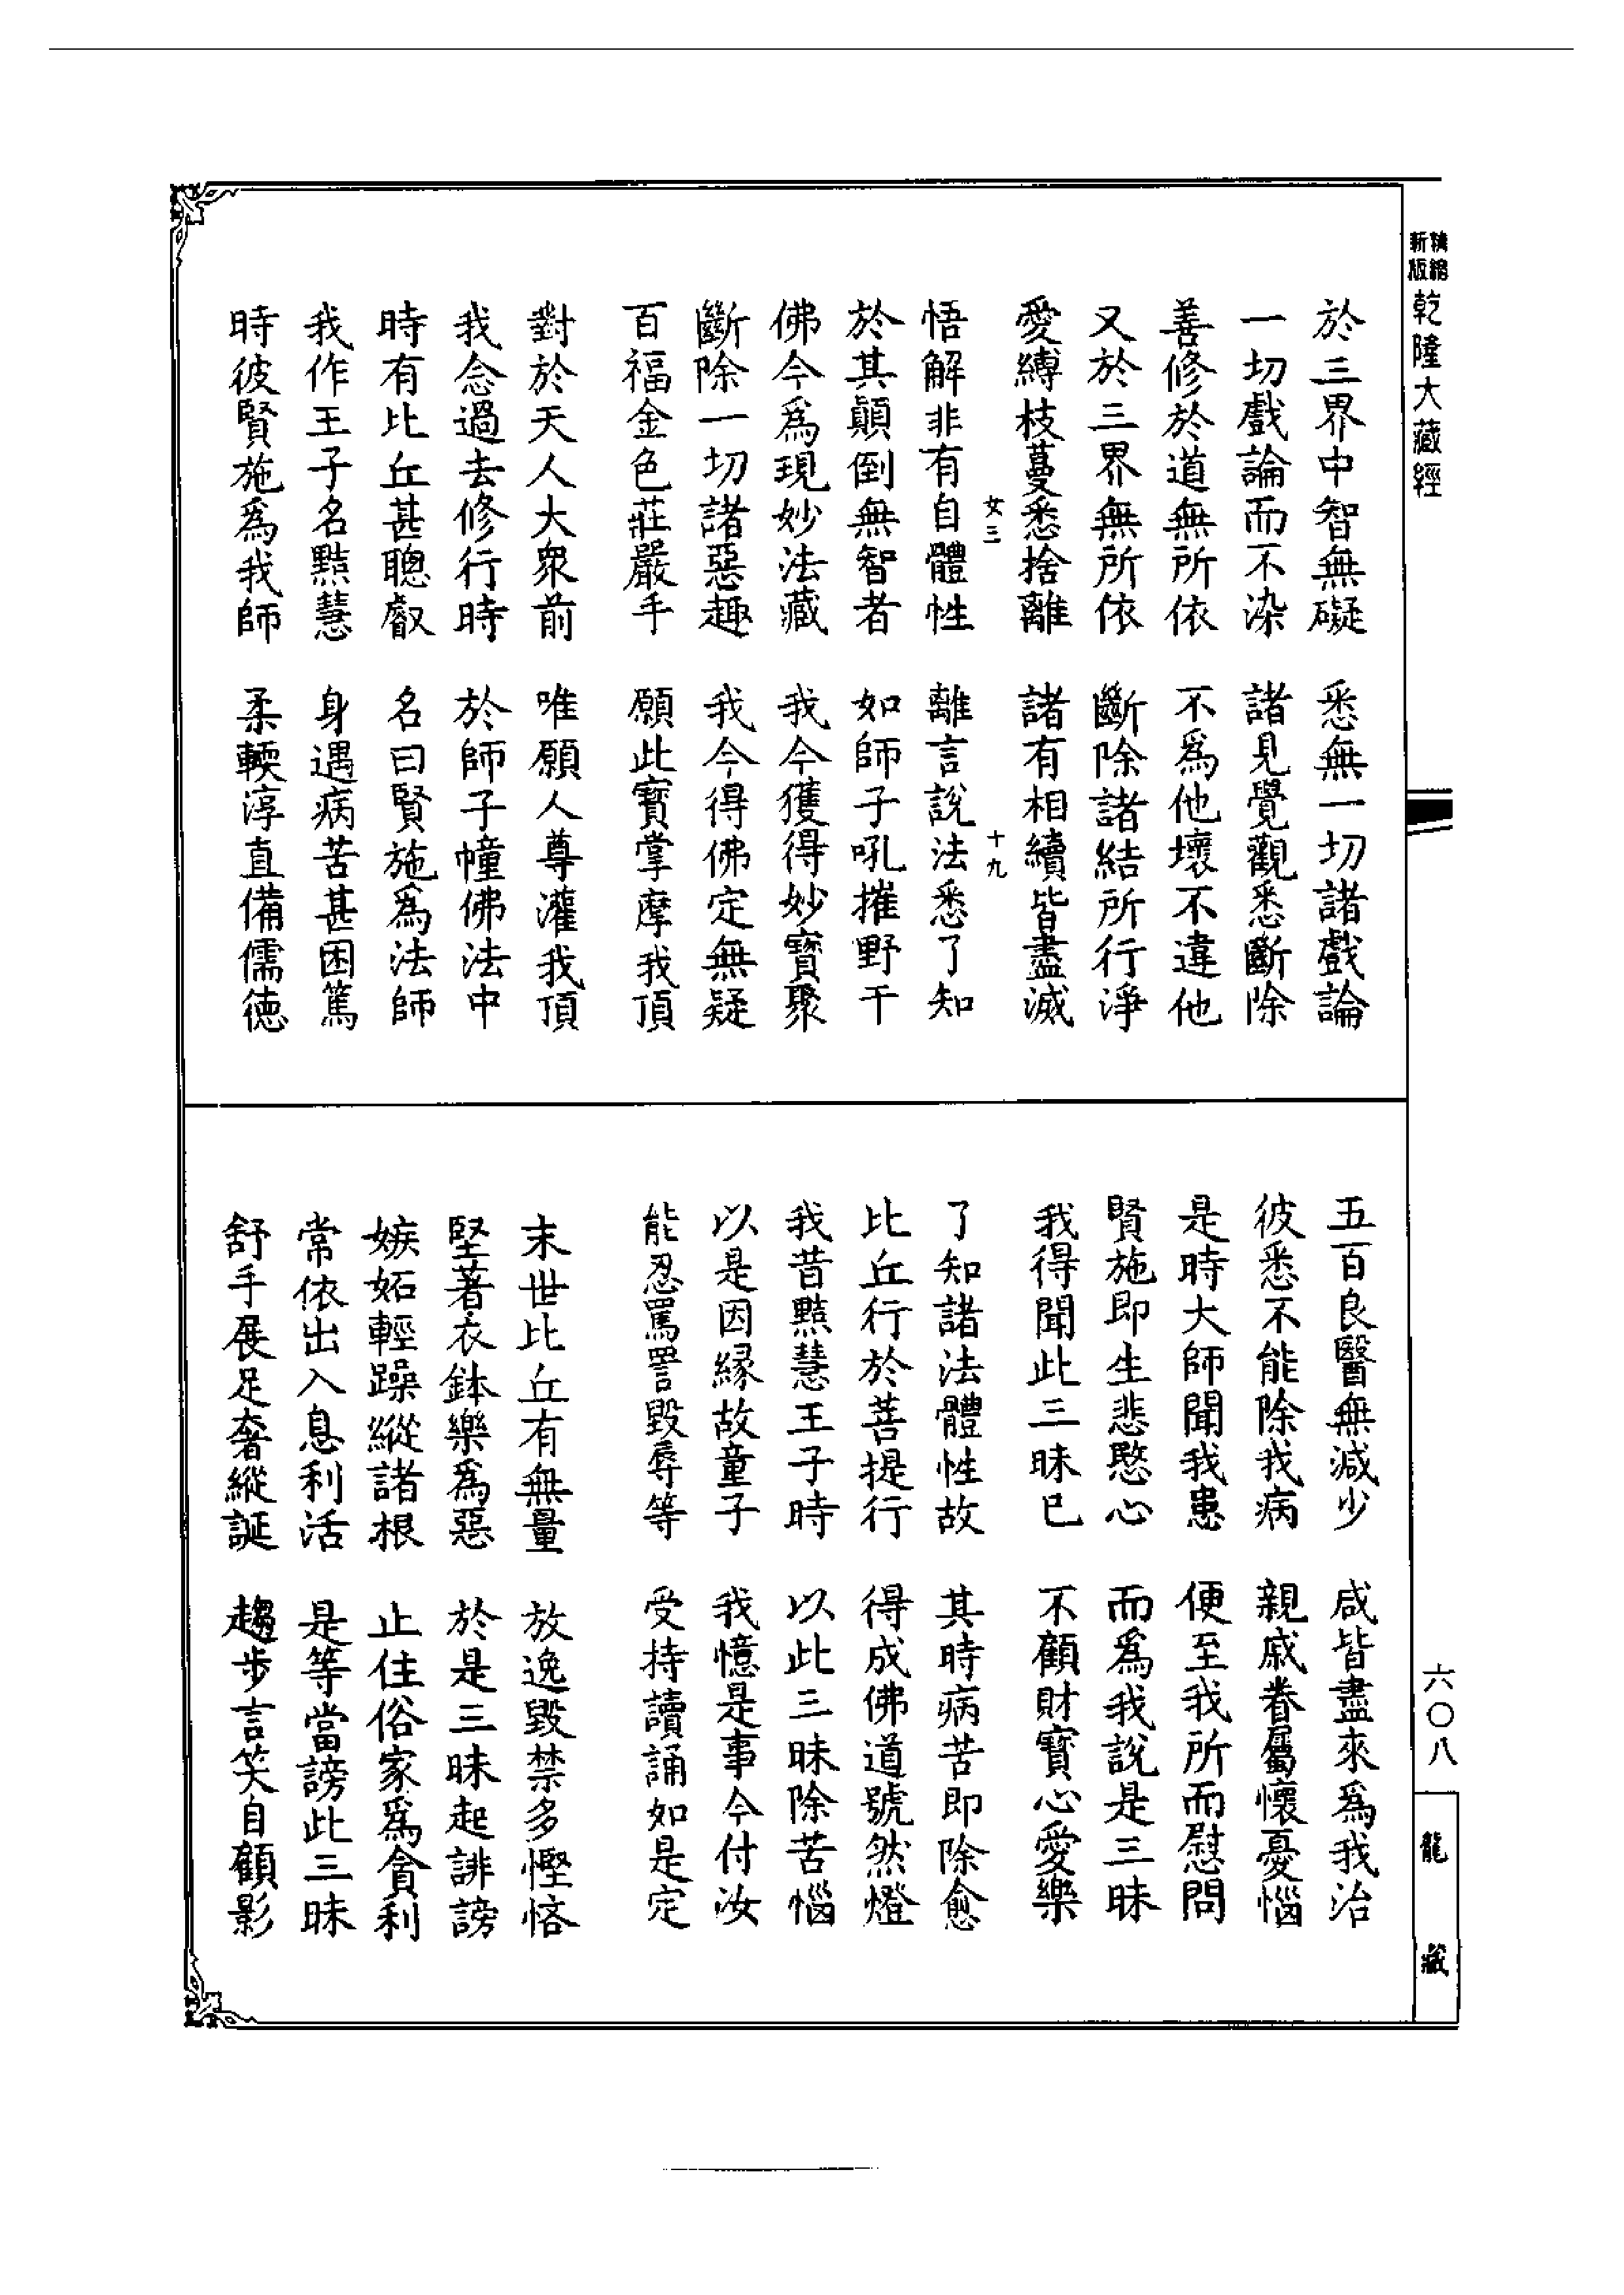 精縮新版乾隆大藏經
於三界中智無礙　悉無一切諸戲論
一切戲論而不染　諸見覺觀悉斷除
善修於道無所依　不爲他壞不違他
又於三界無所依　斷除諸結所行淨
愛縛枝蔓悉捨離　諸有相續皆盡滅
女三　十九
悟解非有自體性　離言說法悉了知
於其顛倒無智者　如師子吼摧野干
佛今爲現妙法藏　我今獲得妙寶聚
斷除一切諸惡趣　我今得佛定無疑
百福金色莊嚴手　願此寶掌摩我頂
對於天人大衆前　唯願人尊灌我頂
我念過去修行時　於師子幢佛法中
時有比丘甚聰叡　名曰賢施爲法師
我作王子名黠慧　身遇病苦甚困篤
時彼賢施爲我師　柔輭淳直備儒德
五百良醫無減少　咸皆盡來爲我治
彼悉不能除我病　親戚眷屬懷憂惱
是時大師聞我患　便至我所而慰問
賢施即生悲愍心　而爲我說是三昧
我得聞此三昧已　不顧財寶心愛樂
了知諸法體性故　其時病苦即除愈
比丘行於菩提行　得成佛道號然燈
我昔黠慧王子時　以此三昧除苦惱
以是因緣故童子　我憶是事今付汝
能忍罵詈毀辱等　受持讀誦如是定
末世比丘有無量　放逸毀禁多慳悋
堅著衣鉢樂爲惡　於是三昧起誹謗
嫉妬輕躁縱諸根　止住俗家爲貪利
常依出入息利活　是等當謗此三昧
舒手展足奢縱誕　趨步言笑自顧影
六〇八
龍藏